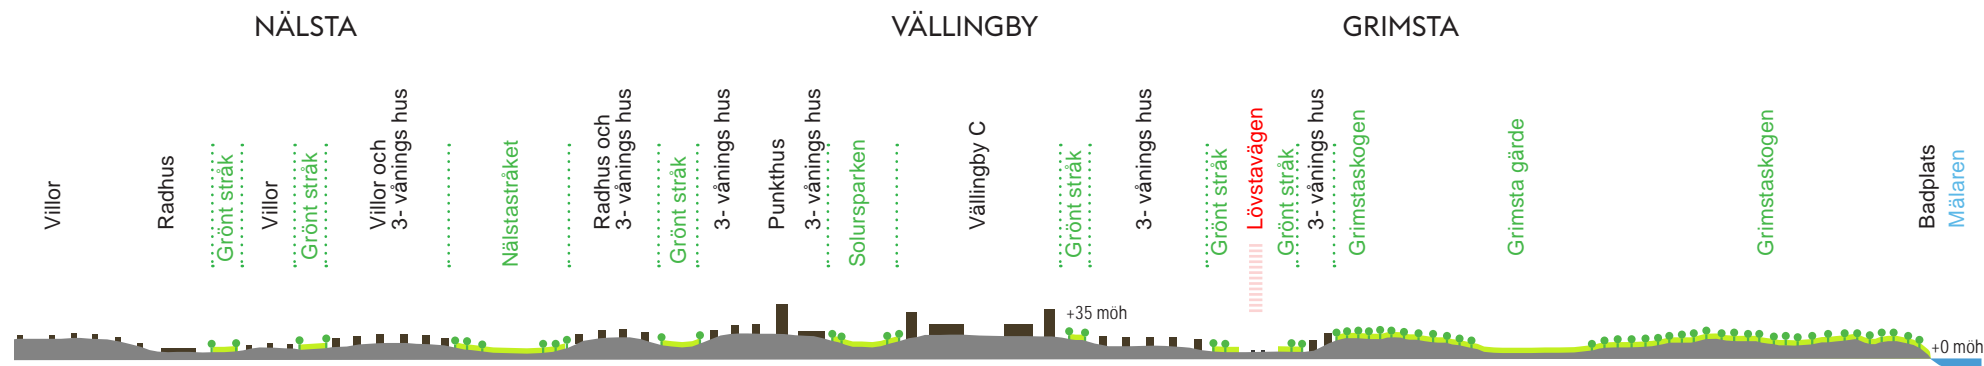 NÄLSTA
VÄLLINGBY
GRIMSTA
Villor
Radhus
Grönt stråk
Villor
Grönt stråk
Villor och
3- vånings hus
Nälstastråket
Radhus och
3- vånings hus
Grönt stråk
3- vånings hus
Punkthus
3- vånings hus
Solursparken
Vällingby C
Grönt stråk
3- vånings hus
Grönt stråk
Lövstavägen
Grönt stråk
3- vånings hus
Grimstaskogen
Grimsta gärde
Grimstaskogen
Badplats
Mälaren
+35 möh
+0 möh